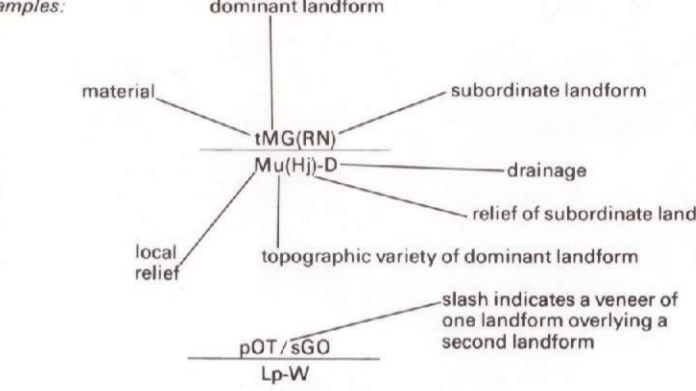 amples:
dominant landform
material
subordinate landform
tMG(RN)
Mu(Hj)-D
drainage
relief of subordinate land
local
relief
topographic variety of dominant landform
slash indicates a veneer of
one landform overlying a
second landform
pOT/sGO
Lp-W